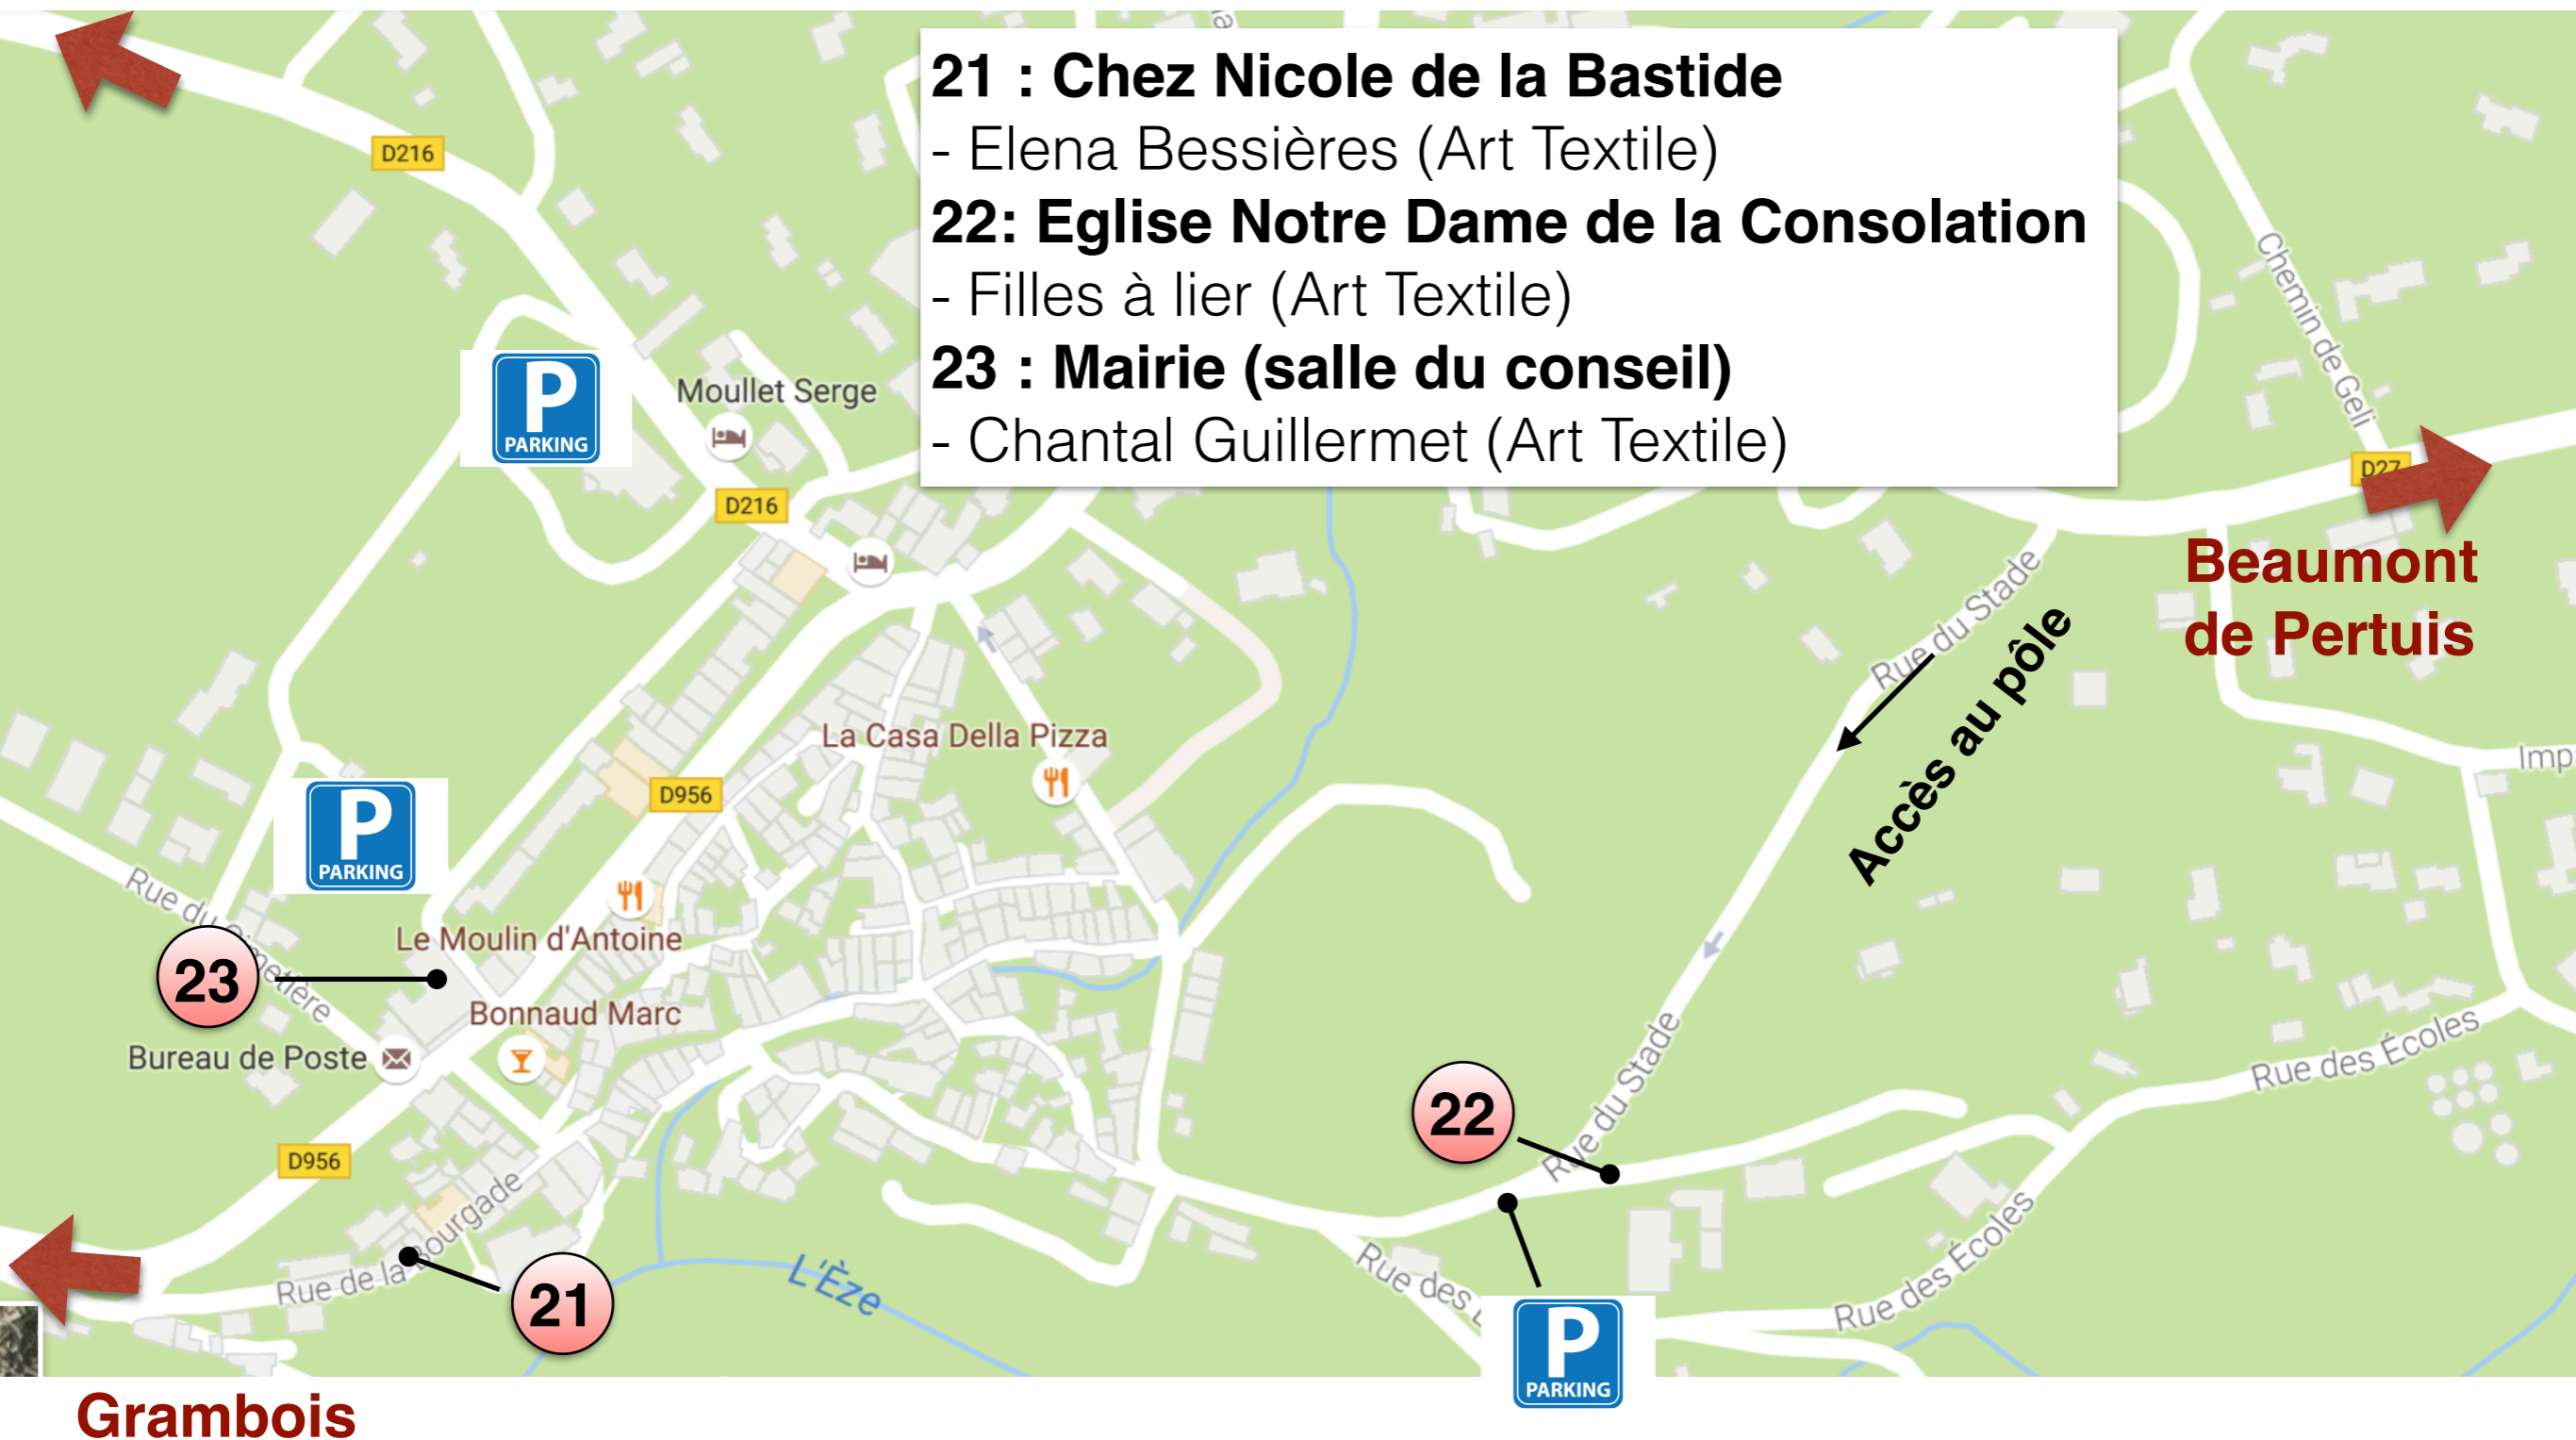 21 : Chez Nicole de la Bastide
- Elena Bessières (Art Textile)
22: Eglise Notre Dame de la Consolation
- Filles à lier (Art Textile)
23 : Mairie (salle du conseil)
- Chantal Guillermet (Art Textile)
D216
Chemin de Geli
P
PARKING
Moullet Serge
D27
D216
Beaumont
de Pertuis
Rue du Stade
Accès au pôle
La Casa Della Pizza
Imp
D956
P
PARKING
Rue du
Le Moulin d'Antoine
23
Bonnaud Marc
Bureau de Poste
Rue du Stade
Rue des Écoles
22
D956
Rue de la Bourgade
21
L'Èze
Rue des
Rue des Écoles
P
PARKING
Grambois